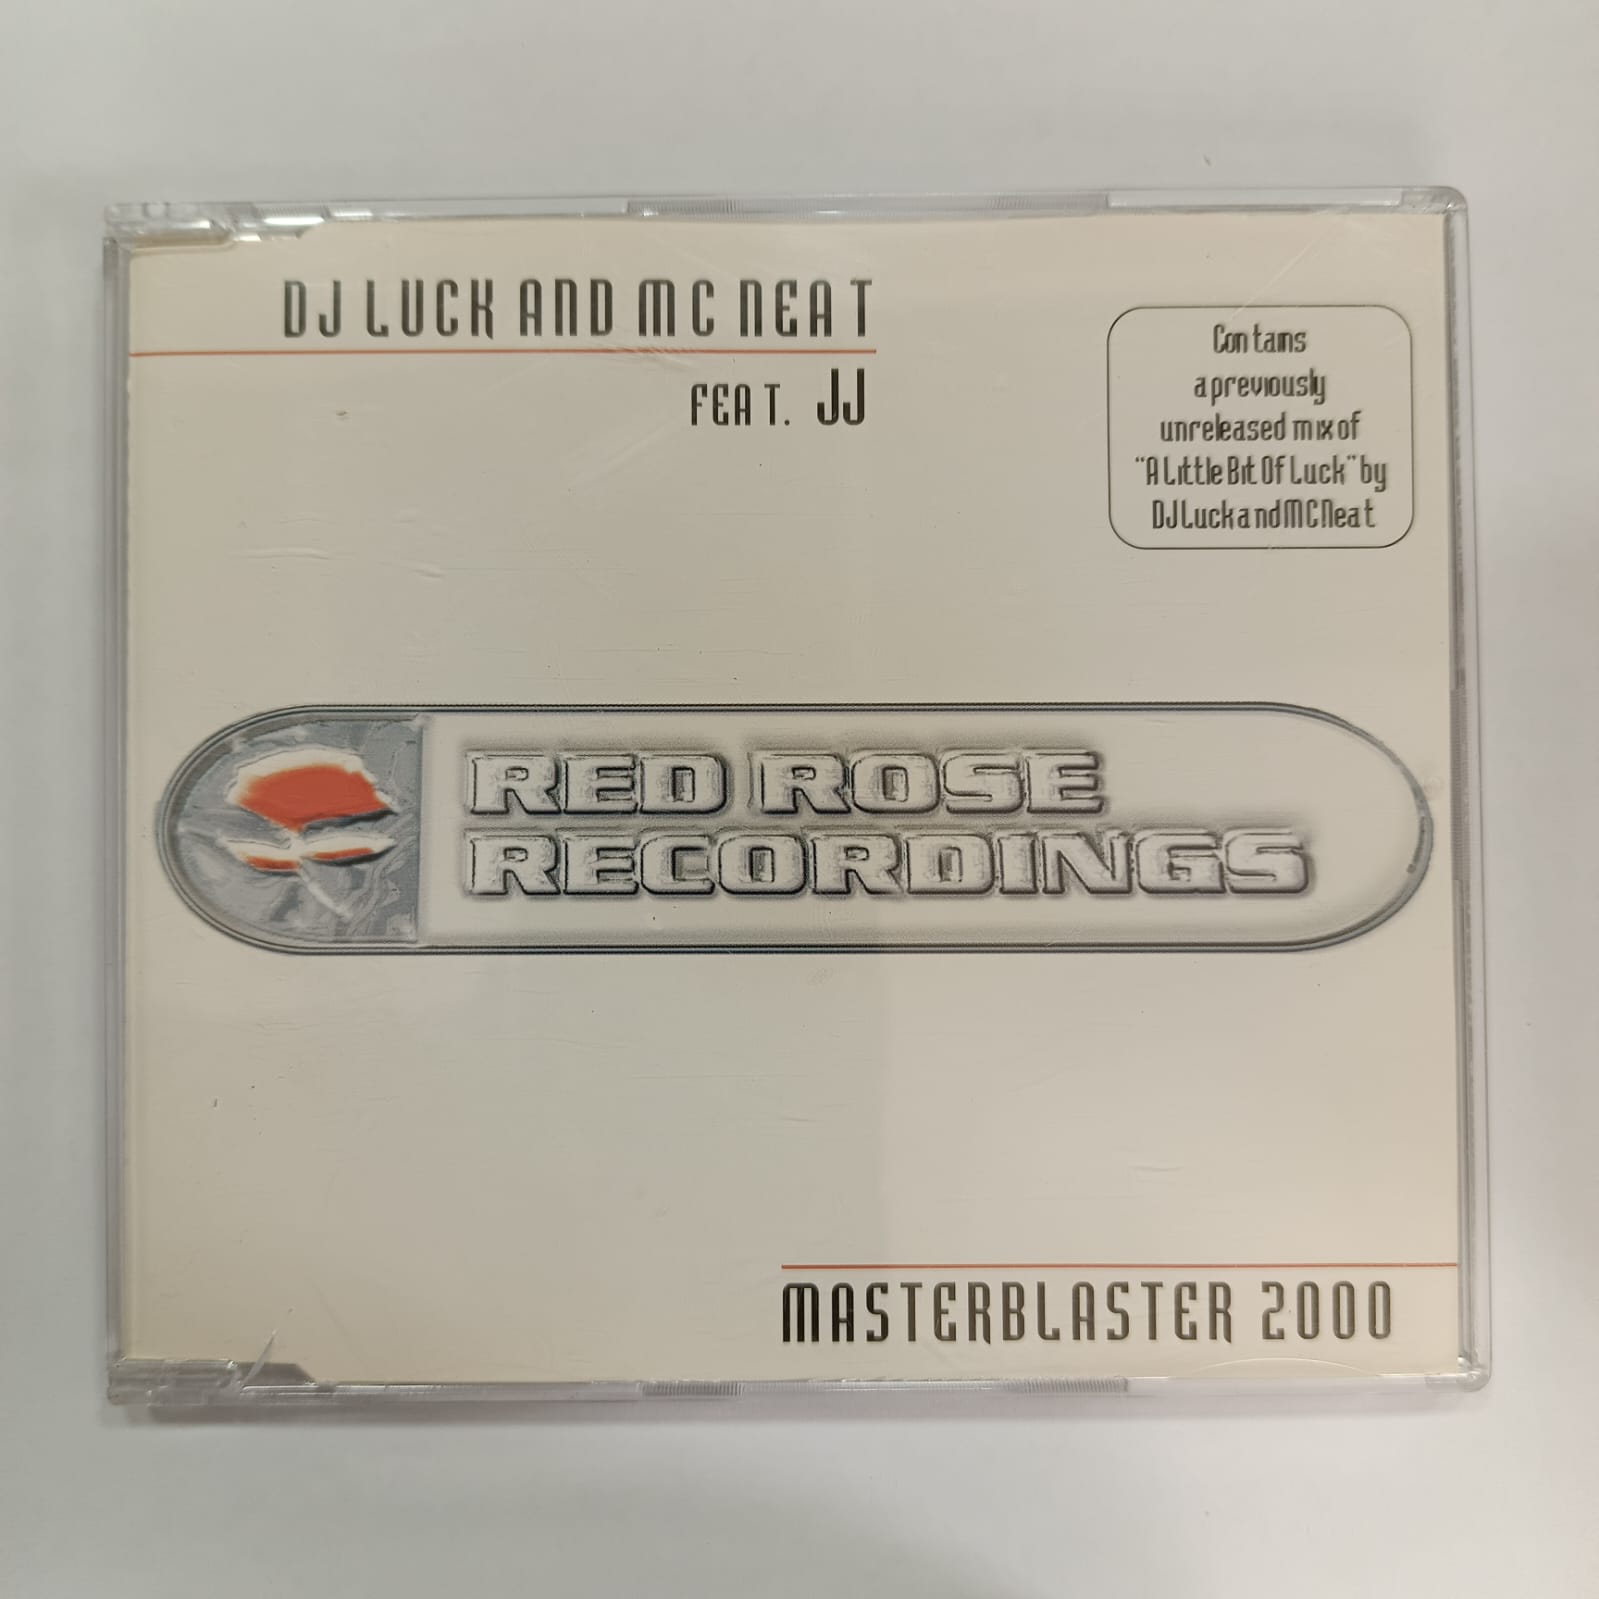 DJ LUCK AND MC NEAT
FEAT. JJ
Contains
a previously
unreleased mix of
"A Little Bit Of Luck" by
DJ Luck and MC Neat
RED ROSE
RECORDINGS
MASTERBLASTER 2000